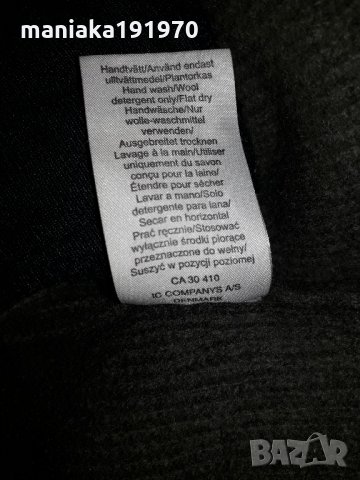 maniaka191970
Handtvätt/Använd endast
ulltvättmedel/Plantorkas
Hand wash/Wool
detergent only/Flat dry
Handwäsche/Nur
wolle-waschmittel
verwenden/
Ausgebreitet trocknen
Lavage à la main/Utiliser
uniquement du savon
conçu pour la laine/
Étendre pour sécher
Lavar a mano/Solo
detergente para lana/
Secar en horizontal
Prać ręcznie/Stosować
wyłącznie środki piorące
przeznaczone do wełny/
Suszyć w pozycji poziomej
CA 30 410
IC COMPANYS A/S
DENMARK
BAZAR